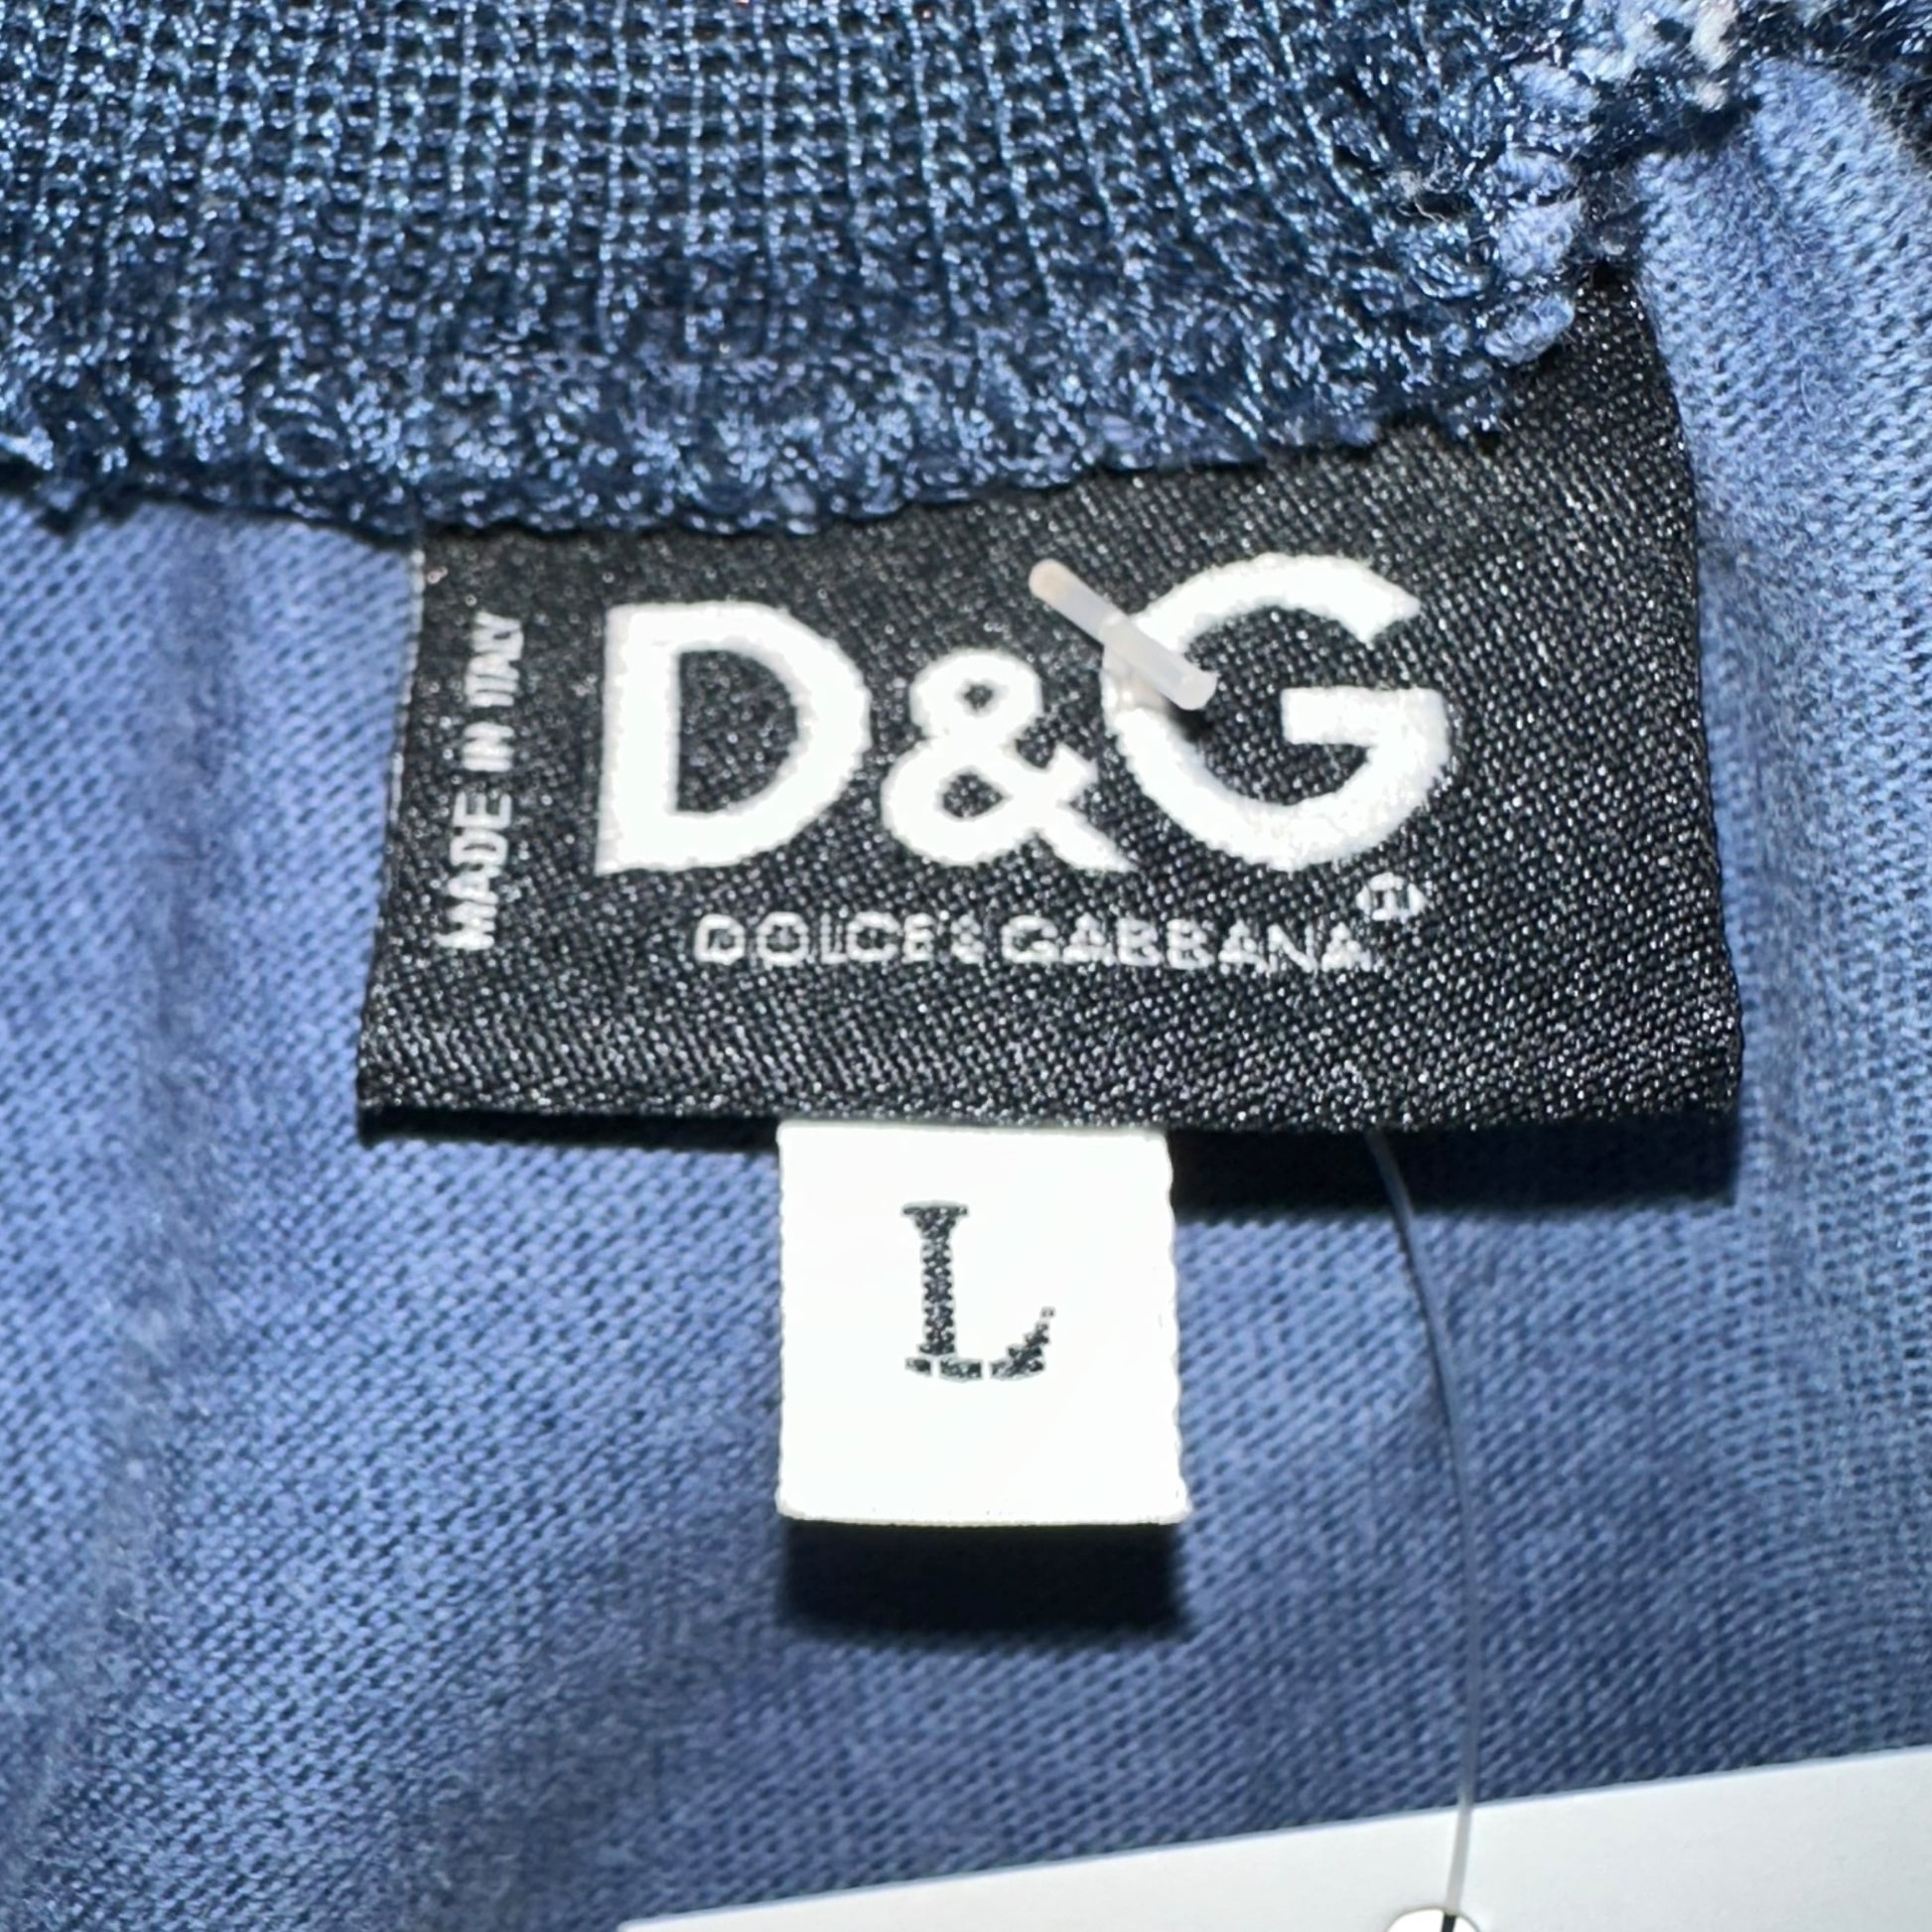 MADE IN ITALY
D&G
DOLCE & GABBANA ®
L